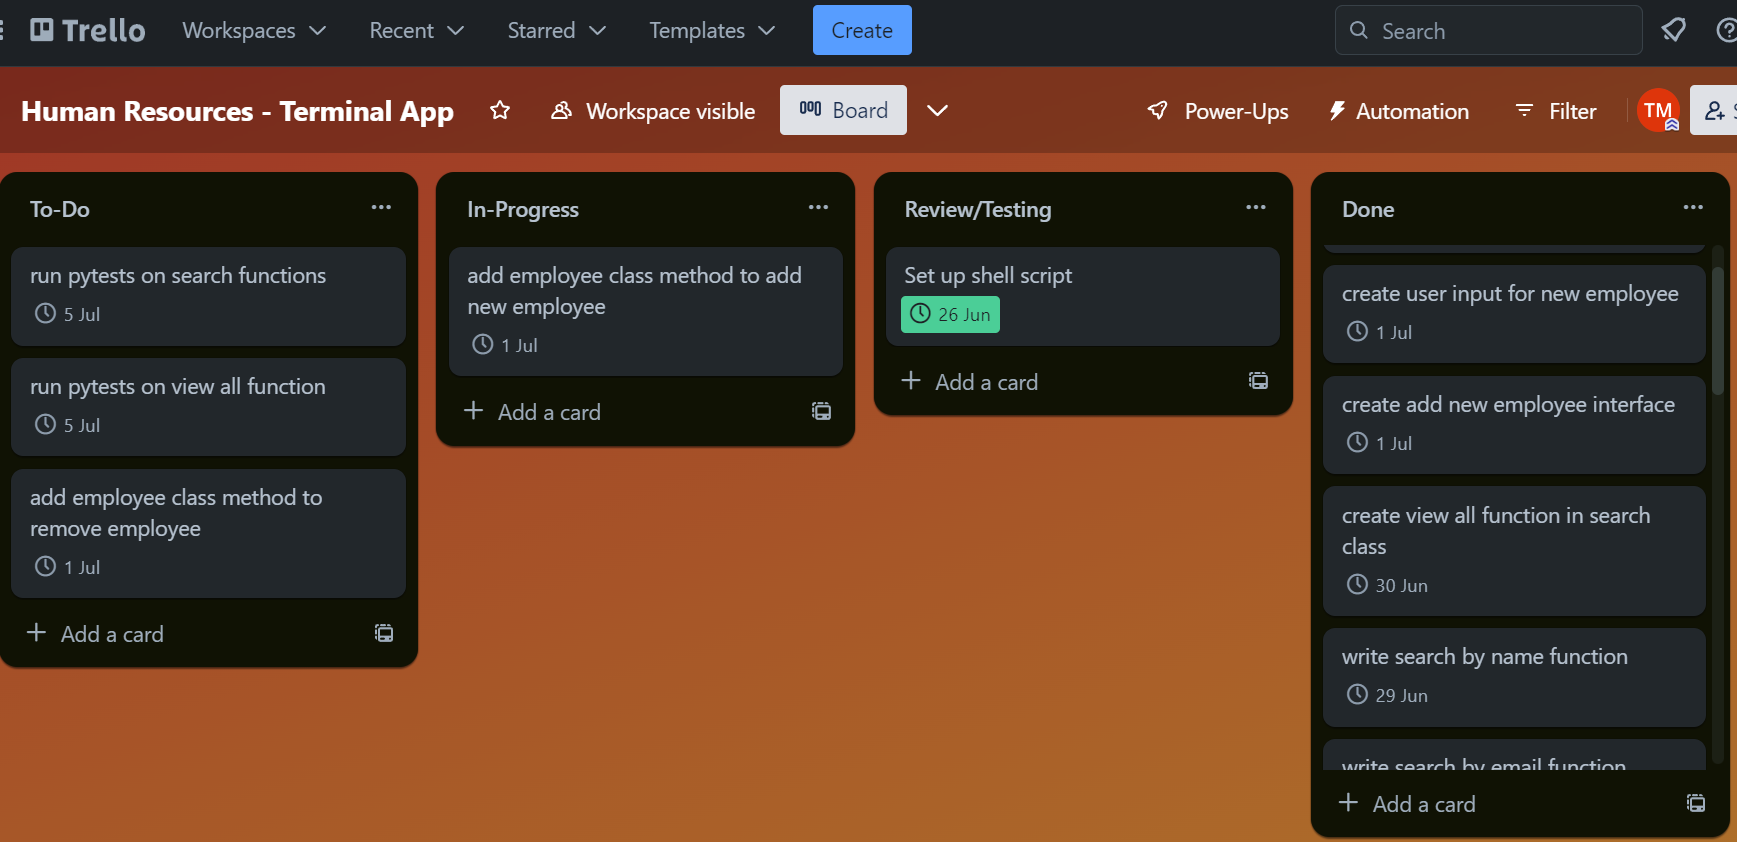 Trello
Workspaces
Recent
Starred
Templates
Create
Search
Human Resources - Terminal App
Workspace visible
Board
Power-Ups
Automation
Filter
TM
To-Do
run pytests on search functions
5 Jul
run pytests on view all function
5 Jul
add employee class method to
remove employee
1 Jul
Add a card
In-Progress
add employee class method to add
new employee
1 Jul
Add a card
Review/Testing
Set up shell script
26 Jun
Add a card
Done
create user input for new employee
1 Jul
create add new employee interface
1 Jul
create view all function in search
class
30 Jun
write search by name function
29 Jun
write search by email function
Add a card